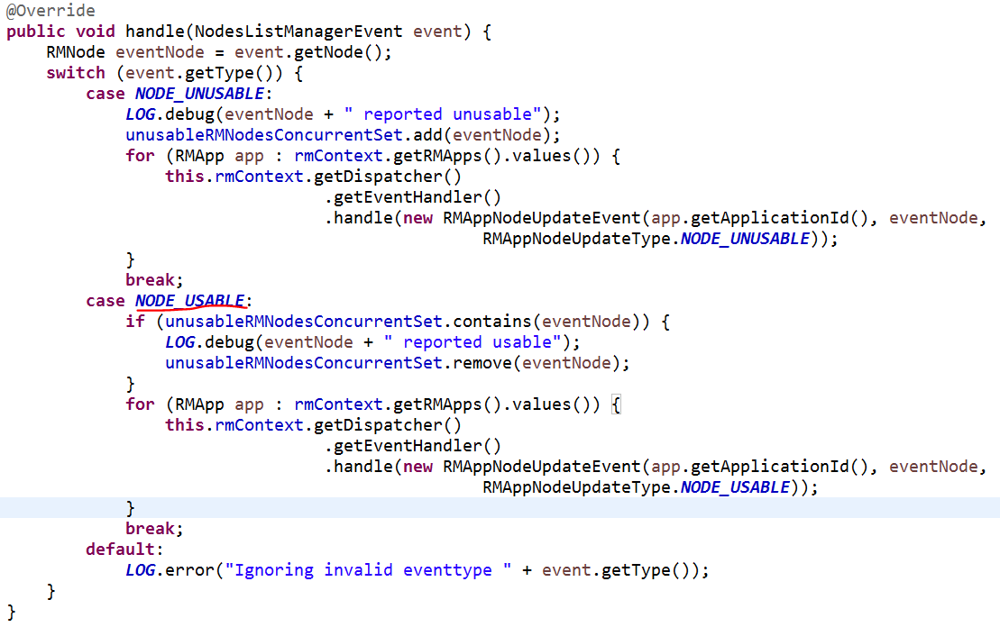 @Override
public void handle(NodesListManagerEvent event) {
RMNode eventNode = event.getNode();
switch (event.getType()) {
case NODE_UNUSABLE:
LOG.debug(eventNode + " reported unusable");
unusableRMNodesConcurrentSet.add(eventNode);
for (RMApp app : rmContext.getRMApps().values()) {
this.rmContext.getDispatcher()
.getEventHandler()
.handle(new RMAppNodeUpdateEvent(app.getApplicationId(), eventNode,
RMAppNodeUpdateType.NODE_UNUSABLE));
}
break;
case NODE_USABLE:
if (unusableRMNodesConcurrentSet.contains(eventNode)) {
LOG.debug(eventNode + " reported usable");
unusableRMNodesConcurrentSet.remove(eventNode);
}
for (RMApp app : rmContext.getRMApps().values()) {
this.rmContext.getDispatcher()
.getEventHandler()
.handle(new RMAppNodeUpdateEvent(app.getApplicationId(), eventNode,
RMAppNodeUpdateType.NODE_USABLE));
}
break;
default:
LOG.error("Ignoring invalid eventtype " + event.getType());
}
}